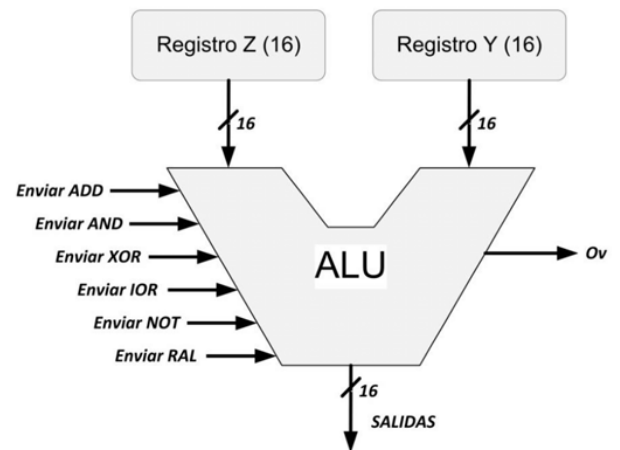 Registro Z (16)
Registro Y (16)
16
16
Enviar ADD
Enviar AND
Enviar XOR
Enviar IOR
Enviar NOT
Enviar RAL
ALU
Ov
16
SALIDAS